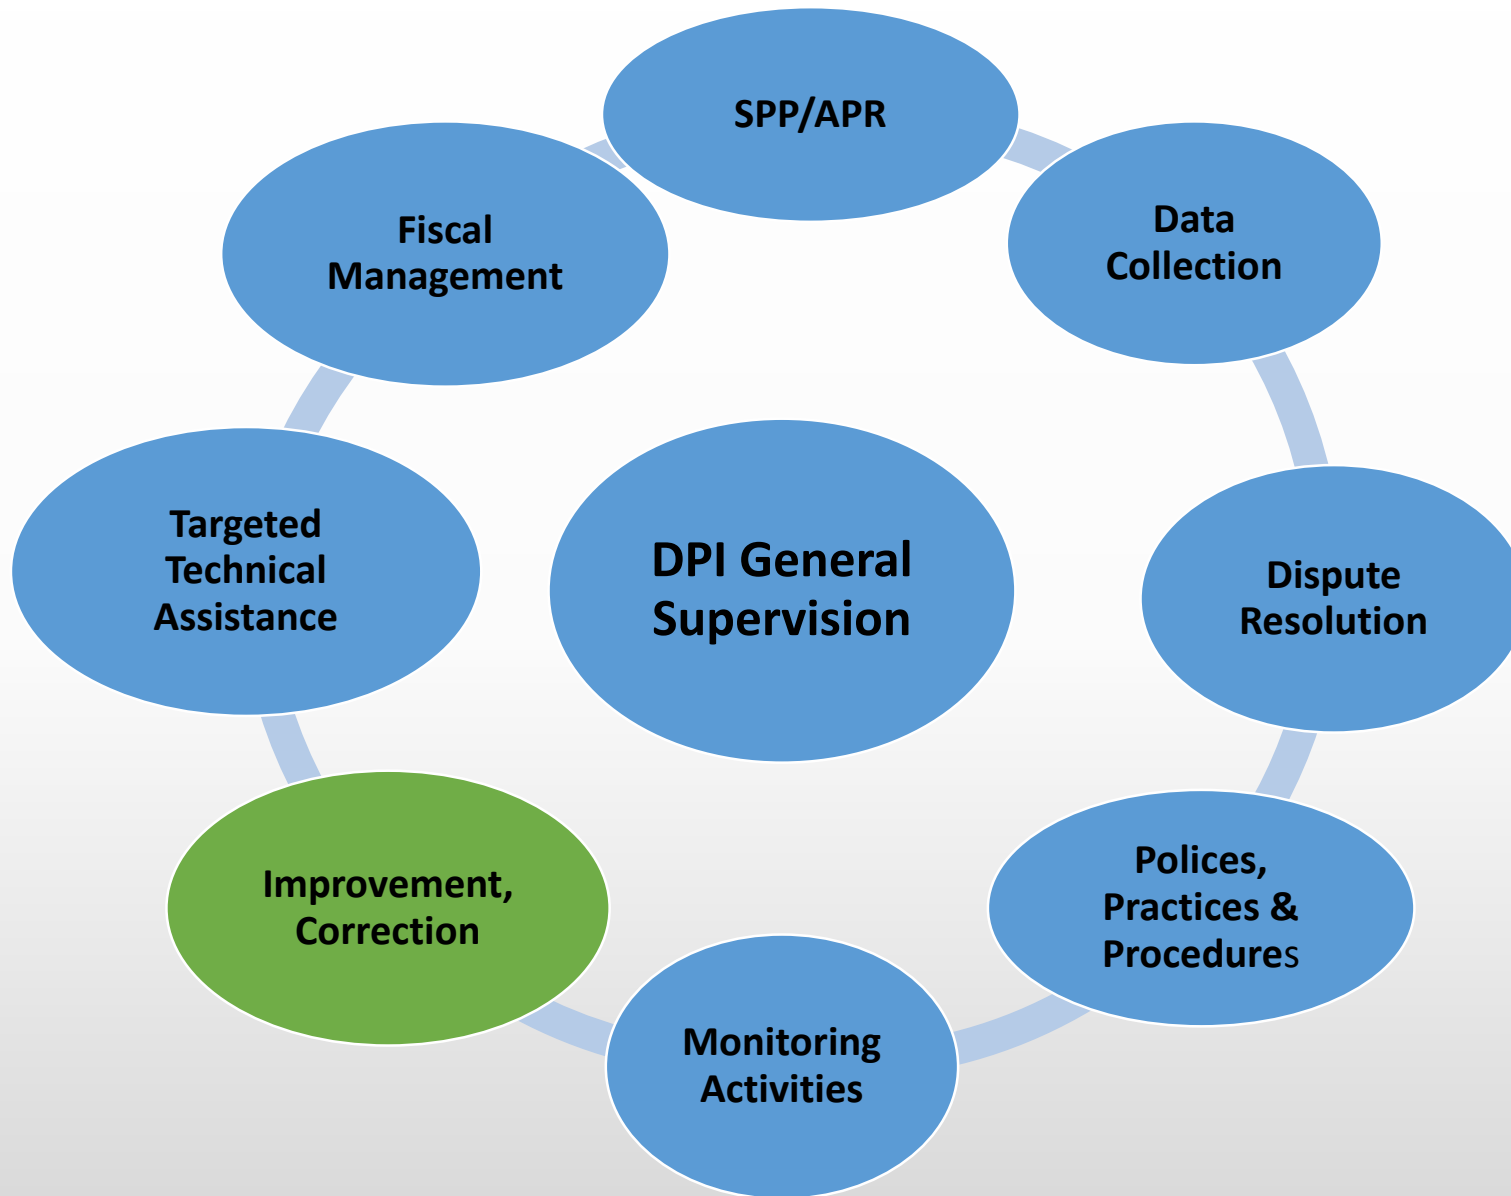 SPP/APR
Data
Collection
Dispute
Resolution
Polices,
Practices &
Procedures
Monitoring
Activities
Improvement,
Correction
Targeted
Technical
Assistance
Fiscal
Management
DPI General
Supervision